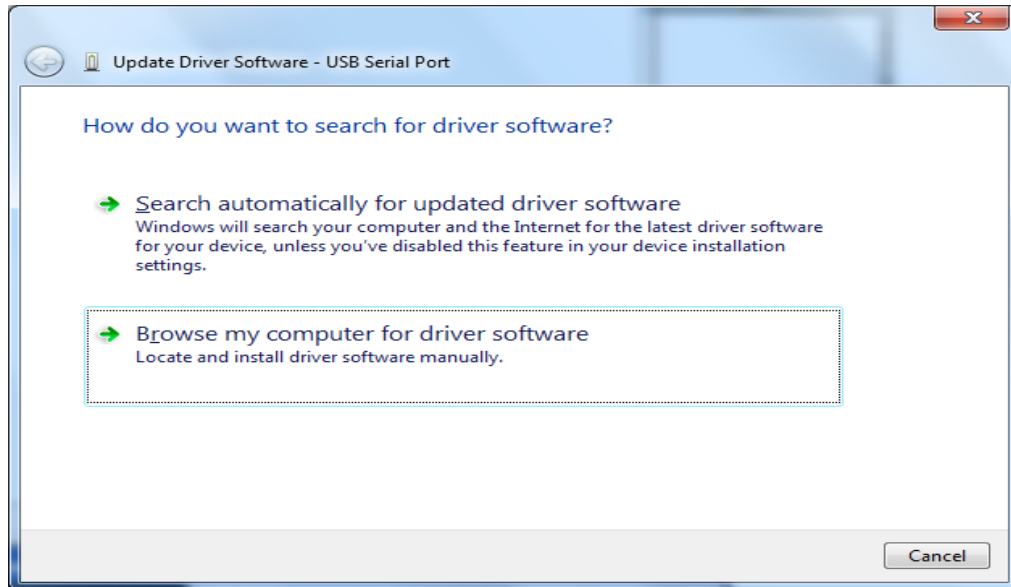 Update Driver Software - USB Serial Port
How do you want to search for driver software?
Search automatically for updated driver software
Windows will search your computer and the Internet for the latest driver software
for your device, unless you've disabled this feature in your device installation
settings.
Browse my computer for driver software
Locate and install driver software manually.
Cancel